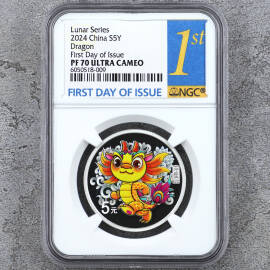 Lunar Series
2024 China S5Y
Dragon
First Day of Issue
PF 70 ULTRA CAMEO
6050518-009
1st
FIRST DAY OF ISSUE
NGC
5元